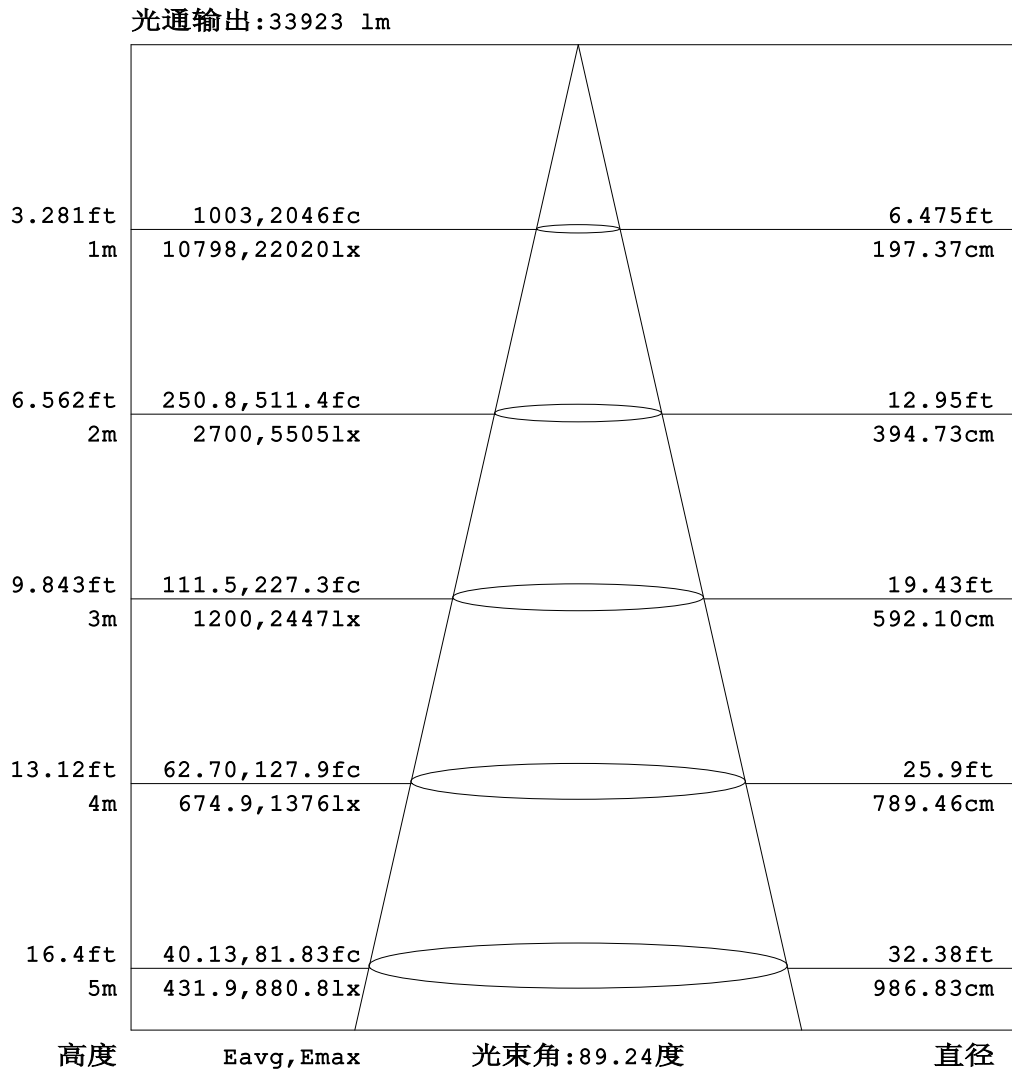 光通输出:33923 lm
3.281ft 1003,2046fc 6.475ft
1m 10798,22020lx 197.37cm
6.562ft 250.8,511.4fc 12.95ft
2m 2700,5505lx 394.73cm
9.843ft 111.5,227.3fc 19.43ft
3m 1200,2447lx 592.10cm
13.12ft 62.70,127.9fc 25.9ft
4m 674.9,1376lx 789.46cm
16.4ft 40.13,81.83fc 32.38ft
5m 431.9,880.8lx 986.83cm
高度 Eavg,Emax 光束角:89.24度 直径